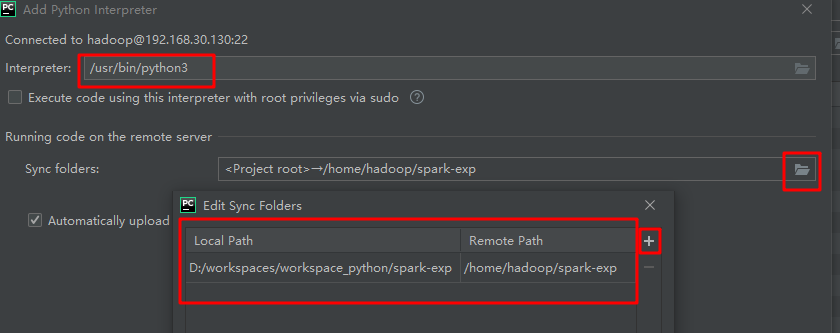 PC Add Python Interpreter
Connected to hadoop@192.168.30.130:22
Interpreter: /usr/bin/python3
Execute code using this interpreter with root privileges via sudo ?
Running code on the remote server
Sync folders: <Project root>→/home/hadoop/spark-exp
PC Edit Sync Folders
Automatically upload
Local Path Remote Path
D:/workspaces/workspace_python/spark-exp /home/hadoop/spark-exp